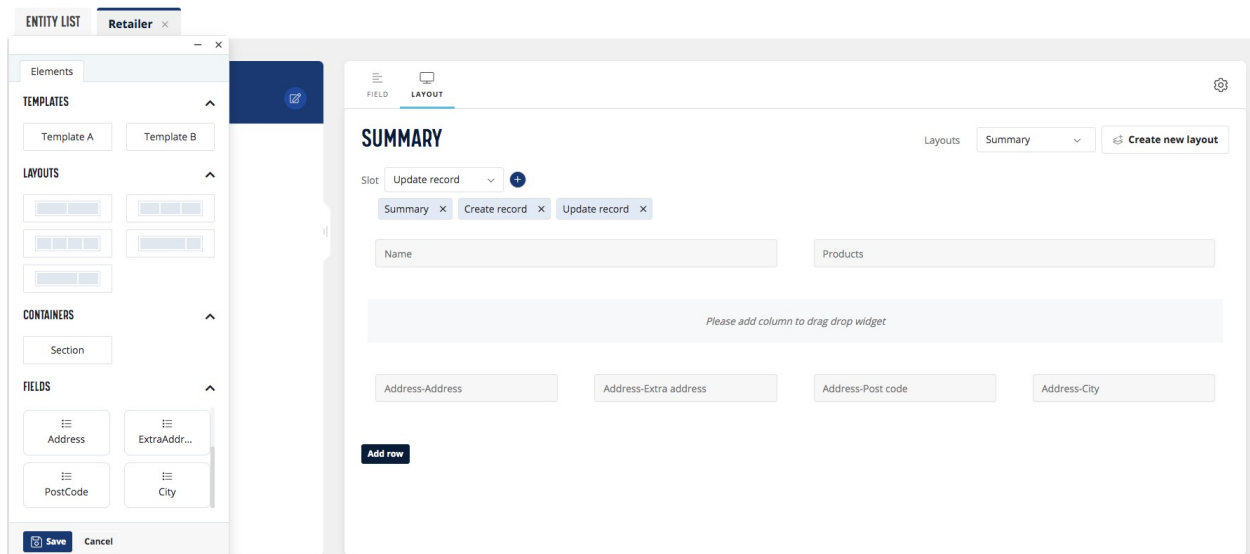 ENTITY LIST
Retailer
Elements
TEMPLATES
Template A Template B
LAYOUTS
CONTAINERS
Section
FIELDS
Address ExtraAddr...
PostCode City
Save Cancel
FIELD LAYOUT
SUMMARY
Layouts Summary Create new layout
Slot Update record
Summary Create record Update record
Name Products
Please add column to drag drop widget
Address-Address Address-Extra address Address-Post code Address-City
Add row